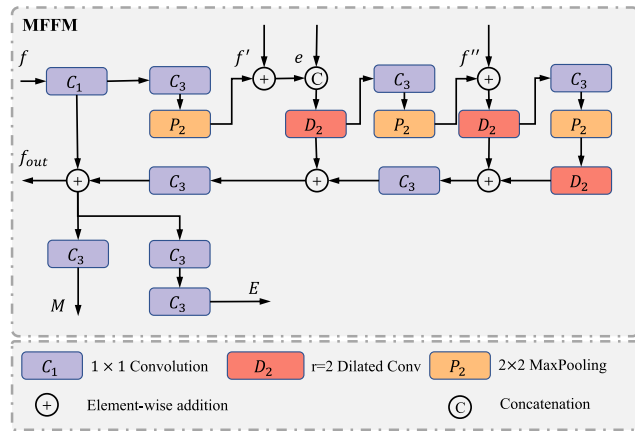 MFFM
f f′ e f″
C₁ C₃ + C C₃ + C₃
P₂ D₂ P₂ D₂ P₂
f_out + C₃ + C₃ + D₂
C₃ C₃
M C₃ E
C₁ 1 × 1 Convolution D₂ r=2 Dilated Conv P₂ 2×2 MaxPooling
+ Element-wise addition C Concatenation